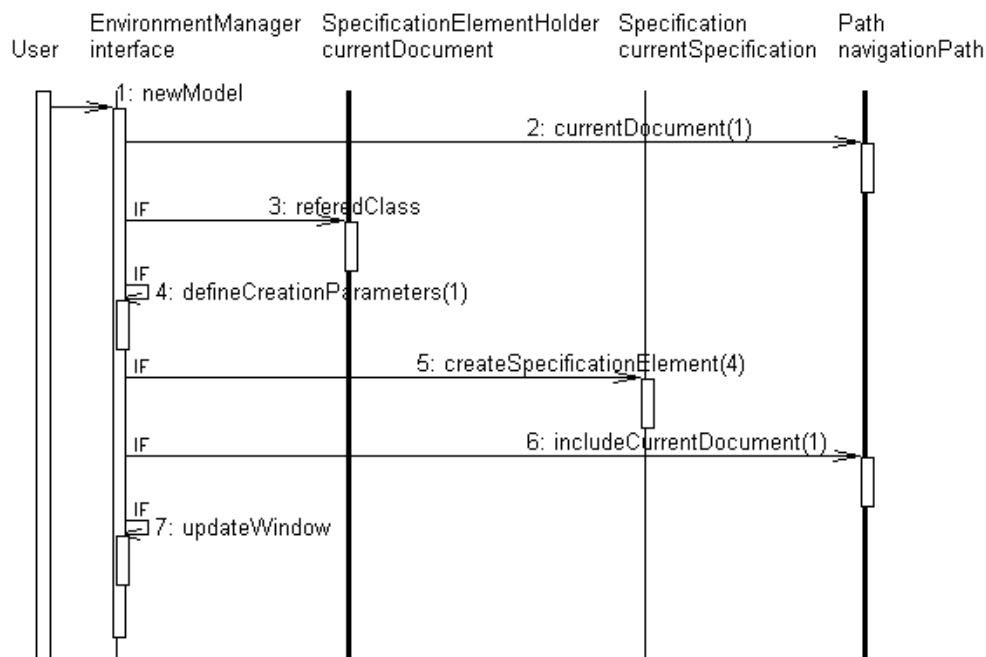 User
EnvironmentManager
interface
SpecificationElementHolder
currentDocument
Specification
currentSpecification
Path
navigationPath
1: newModel
2: currentDocument(1)
IF
3: referedClass
IF
4: defineCreationParameters(1)
IF
5: createSpecificationElement(4)
IF
6: includeCurrentDocument(1)
IF
7: updateWindow